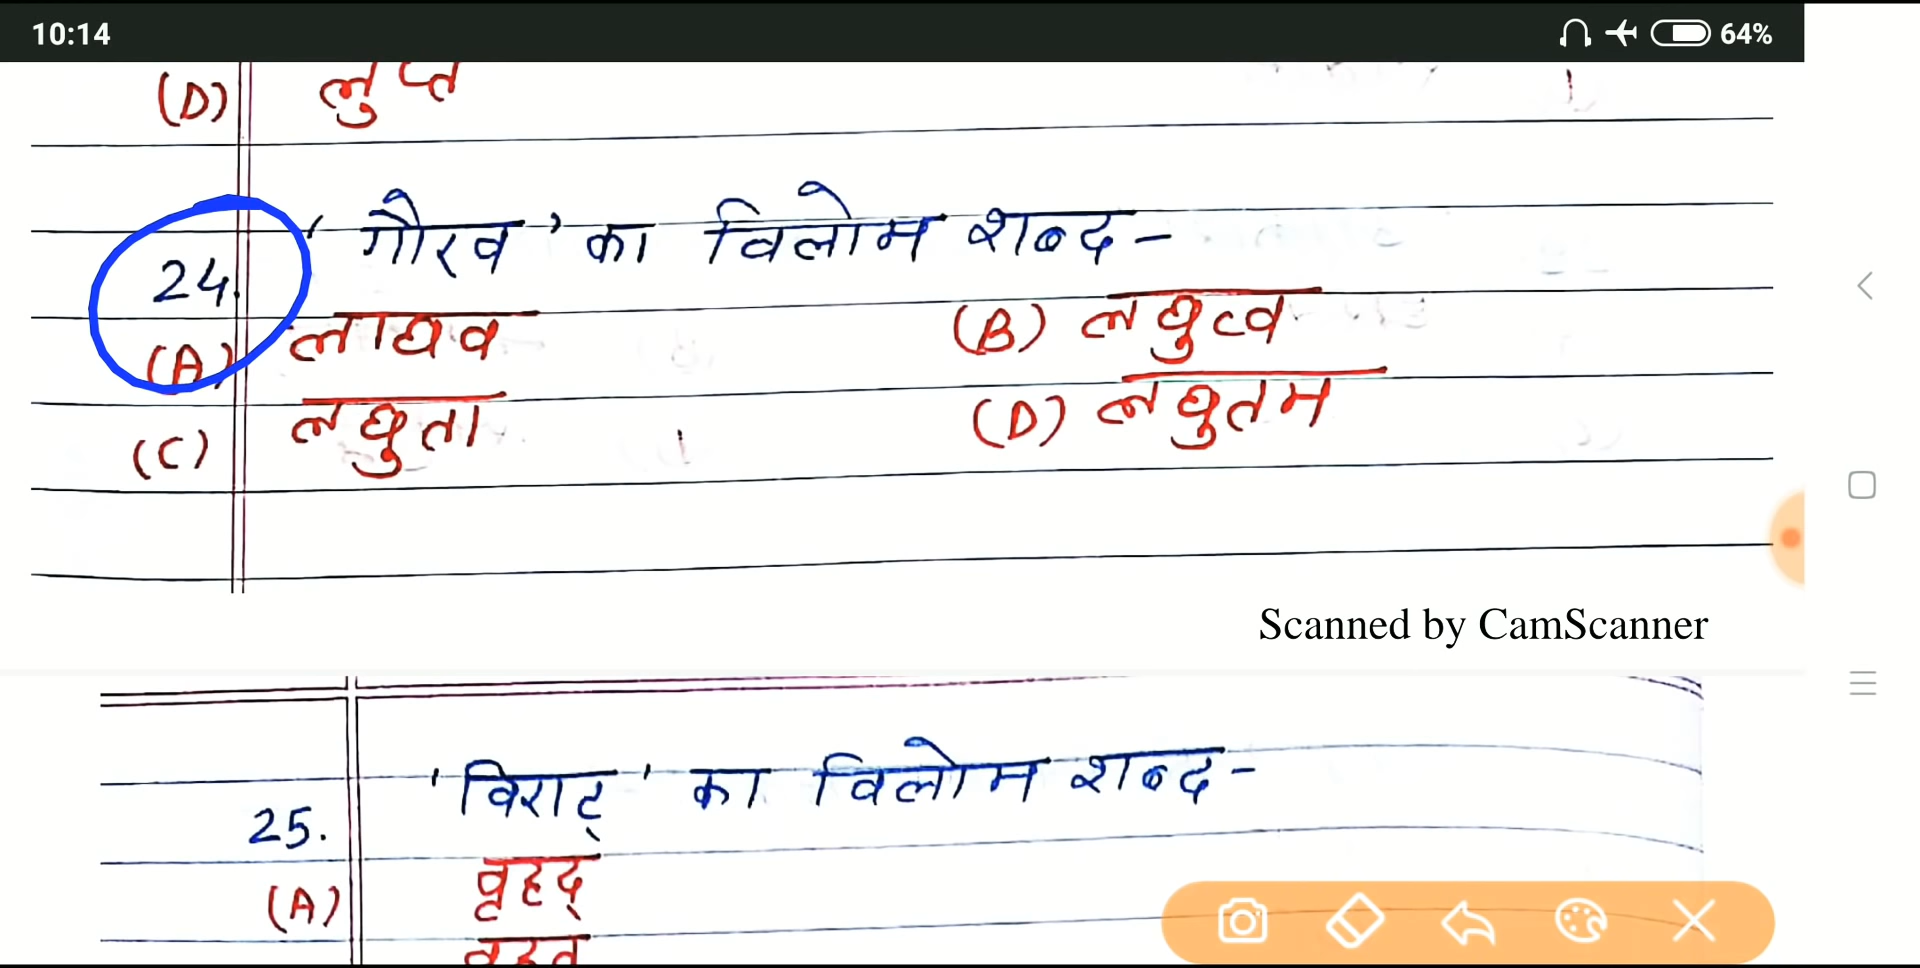 10:14 64%
(D) लुप्त
24. 'गौरव' का विलोम शब्द -
(A) लाघव (B) लघुत्व
(C) लघुता (D) लघुतम
Scanned by CamScanner
25. 'विराट्' का विलोम शब्द -
(A) वृहद्